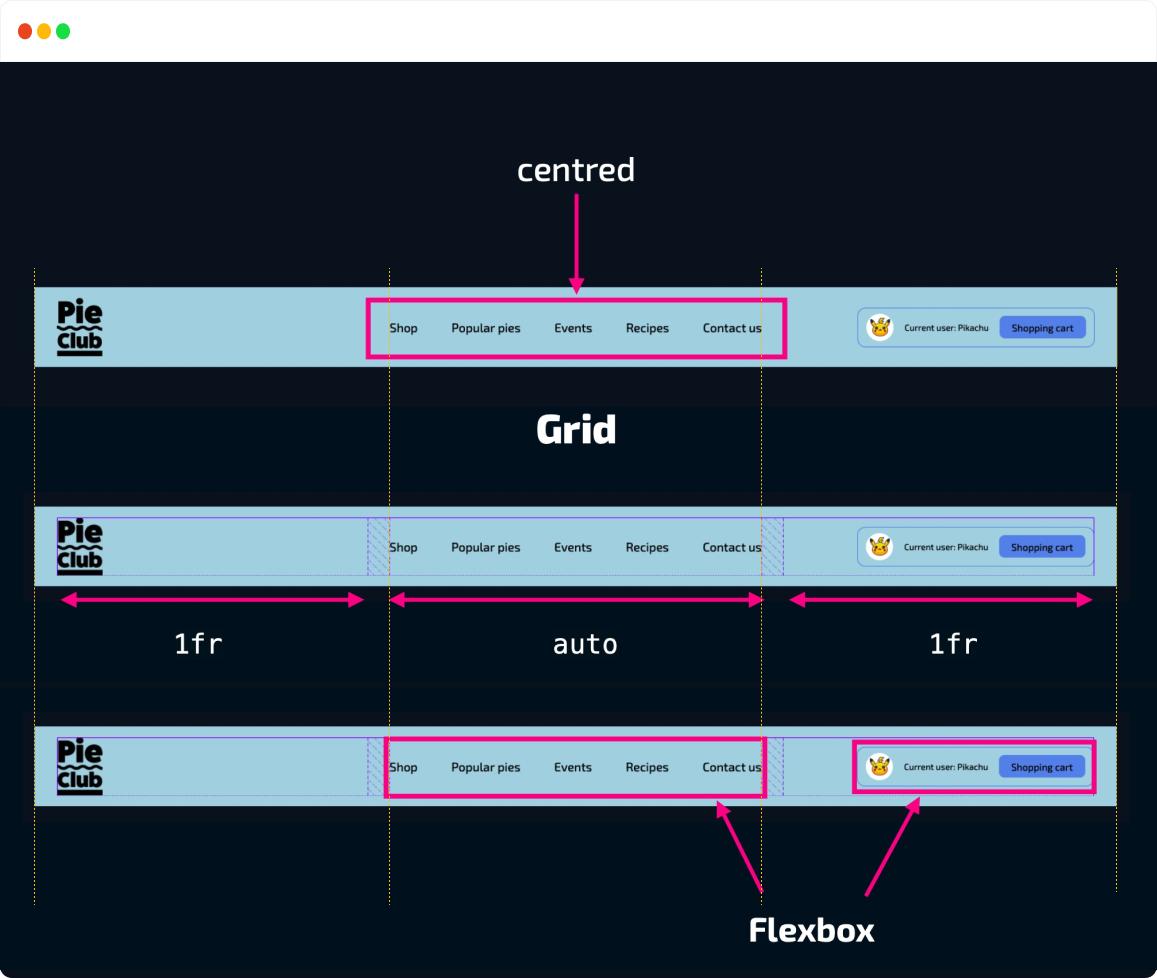 centred
Pie
Club
Shop Popular pies Events Recipes Contact us Current user: Pikachu Shopping cart
Grid
Pie
Club
Shop Popular pies Events Recipes Contact us Current user: Pikachu Shopping cart
1fr auto 1fr
Pie
Club
Shop Popular pies Events Recipes Contact us Current user: Pikachu Shopping cart
Flexbox